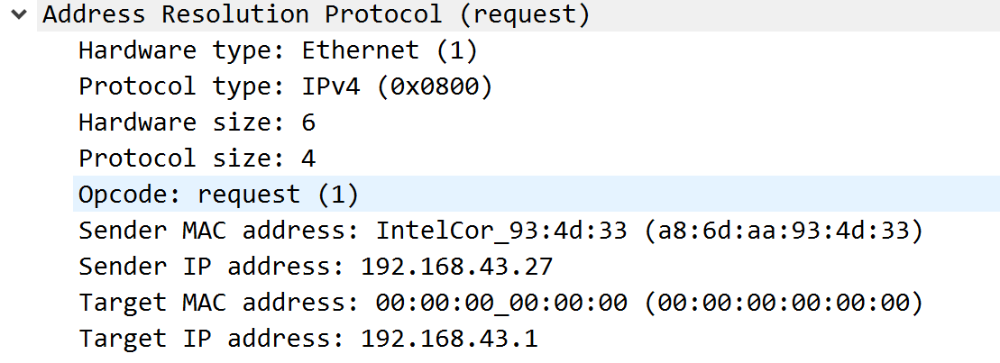 Address Resolution Protocol (request)
Hardware type: Ethernet (1)
Protocol type: IPv4 (0x0800)
Hardware size: 6
Protocol size: 4
Opcode: request (1)
Sender MAC address: IntelCor_93:4d:33 (a8:6d:aa:93:4d:33)
Sender IP address: 192.168.43.27
Target MAC address: 00:00:00_00:00:00 (00:00:00:00:00:00)
Target IP address: 192.168.43.1